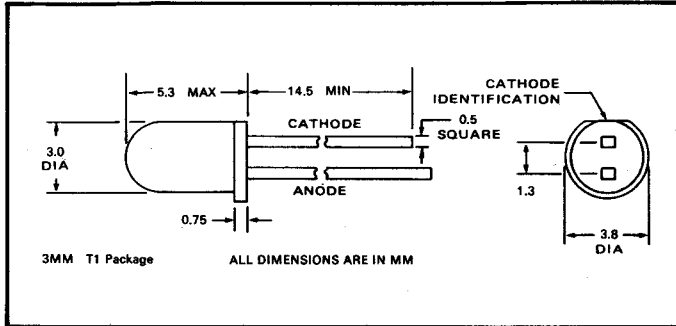 5.3 MAX
14.5 MIN
CATHODE
IDENTIFICATION
CATHODE
0.5
SQUARE
3.0
DIA
ANODE
1.3
0.75
3.8
DIA
3MM T1 Package
ALL DIMENSIONS ARE IN MM